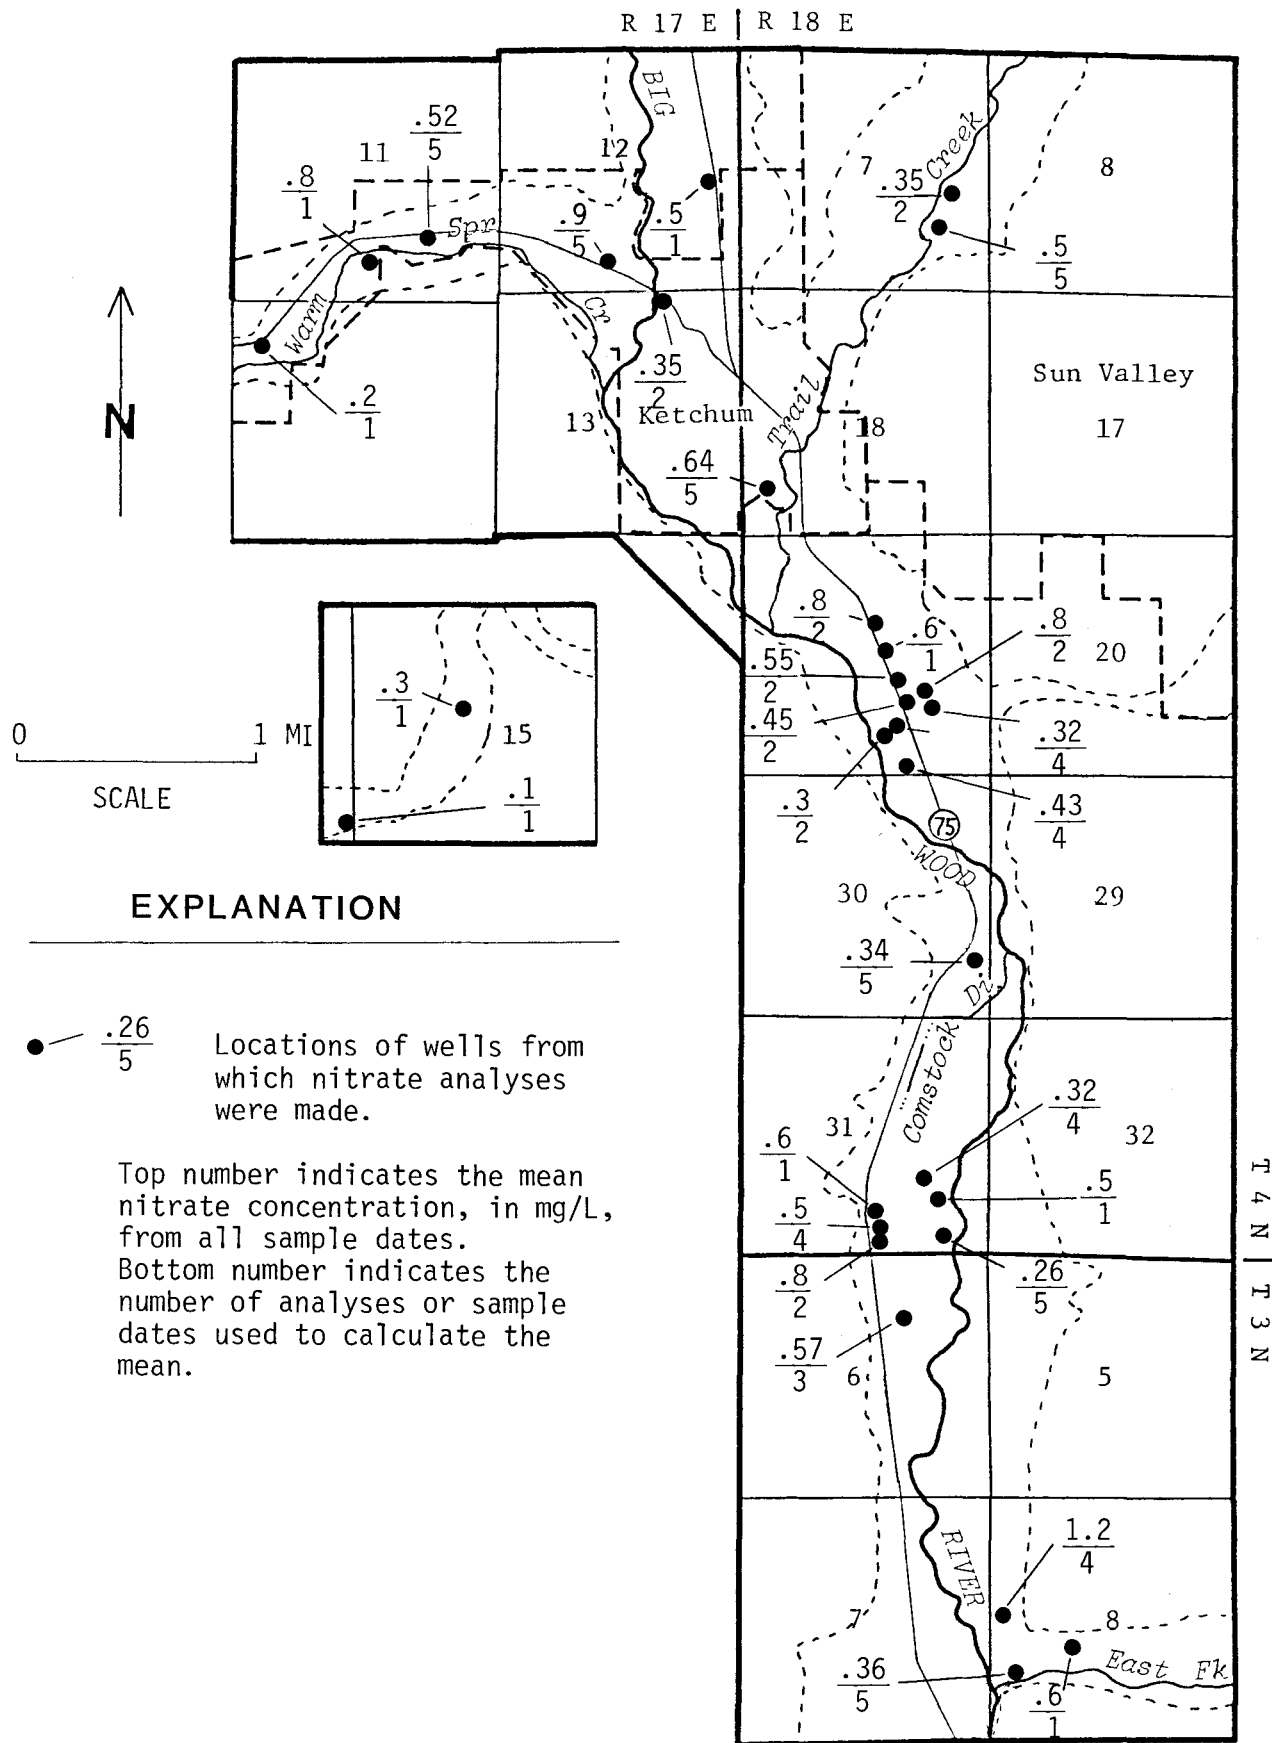 R 17 E | R 18 E
BIG
.52
5
11
12
7
Creek
8
.8
1
.35
2
Spr
.9
5
.5
1
.5
5
Warm
Cr
N
.35
2
Sun Valley
.2
1
13
Ketchum
Trail
18
17
.64
5
.8
2
.6
1
.8
2
20
.55
2
.3
1
.45
2
.32
4
0
1 MI
15
SCALE
.1
1
.3
2
.43
4
75
WOOD
30
29
EXPLANATION
.34
5
Di
.26
5
Locations of wells from
which nitrate analyses
were made.
Comstock
.32
4
31
32
.6
1
Top number indicates the mean
nitrate concentration, in mg/L,
from all sample dates.
Bottom number indicates the
number of analyses or sample
dates used to calculate the
mean.
.5
1
.5
4
T 4 N | T 3 N
.8
2
.26
5
.57
3
6
5
1.2
4
RIVER
7
8
East Fk
.36
5
.6
1